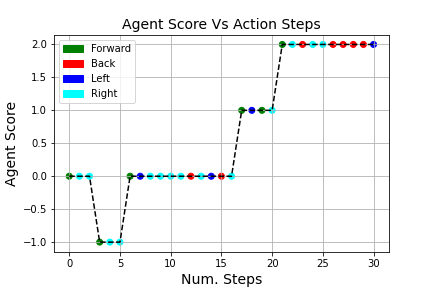 Agent Score Vs Action Steps
2.0
1.5
1.0
0.5
0.0
−0.5
−1.0
Agent Score
Forward
Back
Left
Right
0 5 10 15 20 25 30
Num. Steps